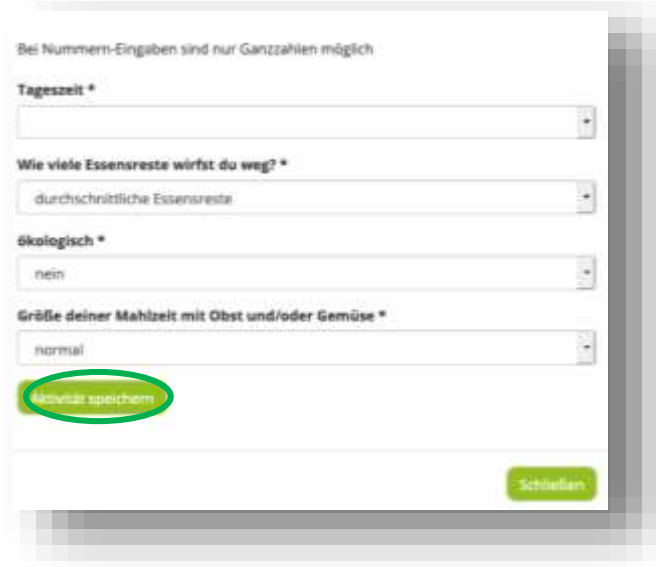 Bei Nummern-Eingaben sind nur Ganzzahlen möglich
Tageszeit *
Wie viele Essensreste wirfst du weg? *
durchschnittliche Essensreste
ökologisch *
nein
Größe deiner Mahlzeit mit Obst und/oder Gemüse *
normal
Aktivität speichern
Schließen